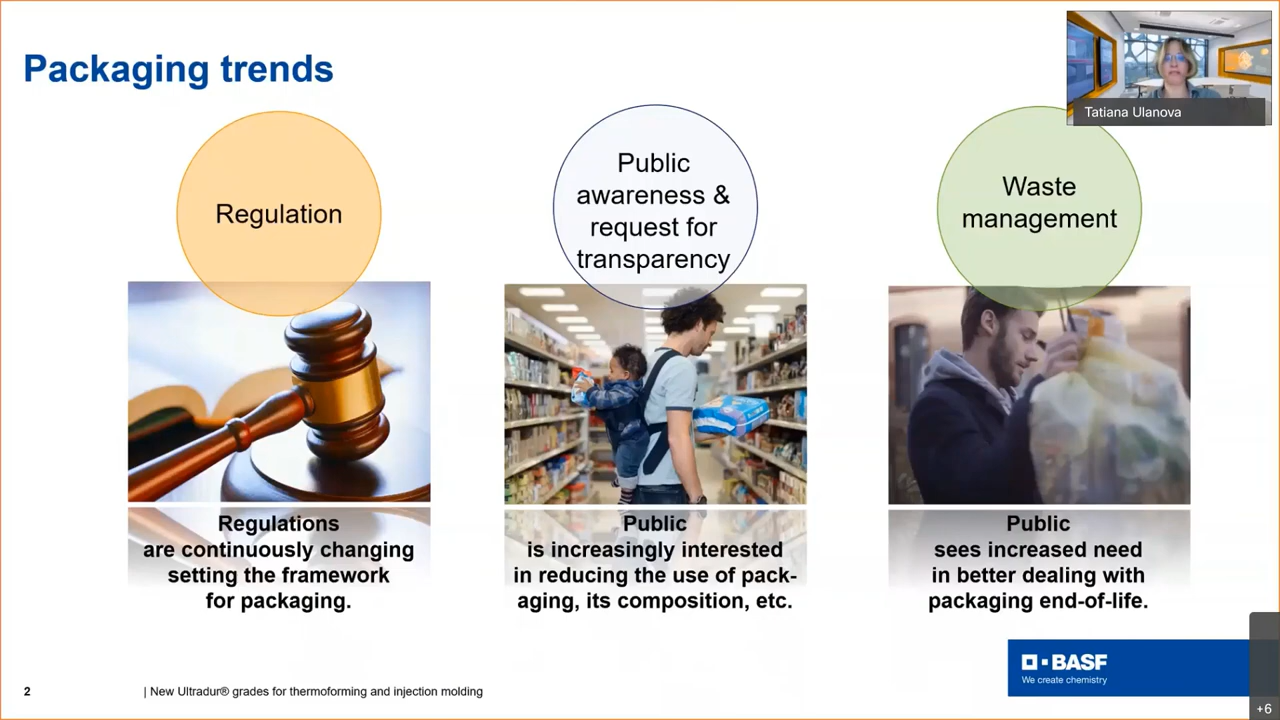 Packaging trends
Tatiana Ulanova
Regulation
Public
awareness &
request for
transparency
Waste
management
Regulations
are continuously changing
setting the framework
for packaging.
Public
is increasingly interested
in reducing the use of pack-
aging, its composition, etc.
Public
sees increased need
in better dealing with
packaging end-of-life.
2
| New Ultradur® grades for thermoforming and injection molding
BASF
We create chemistry
+6